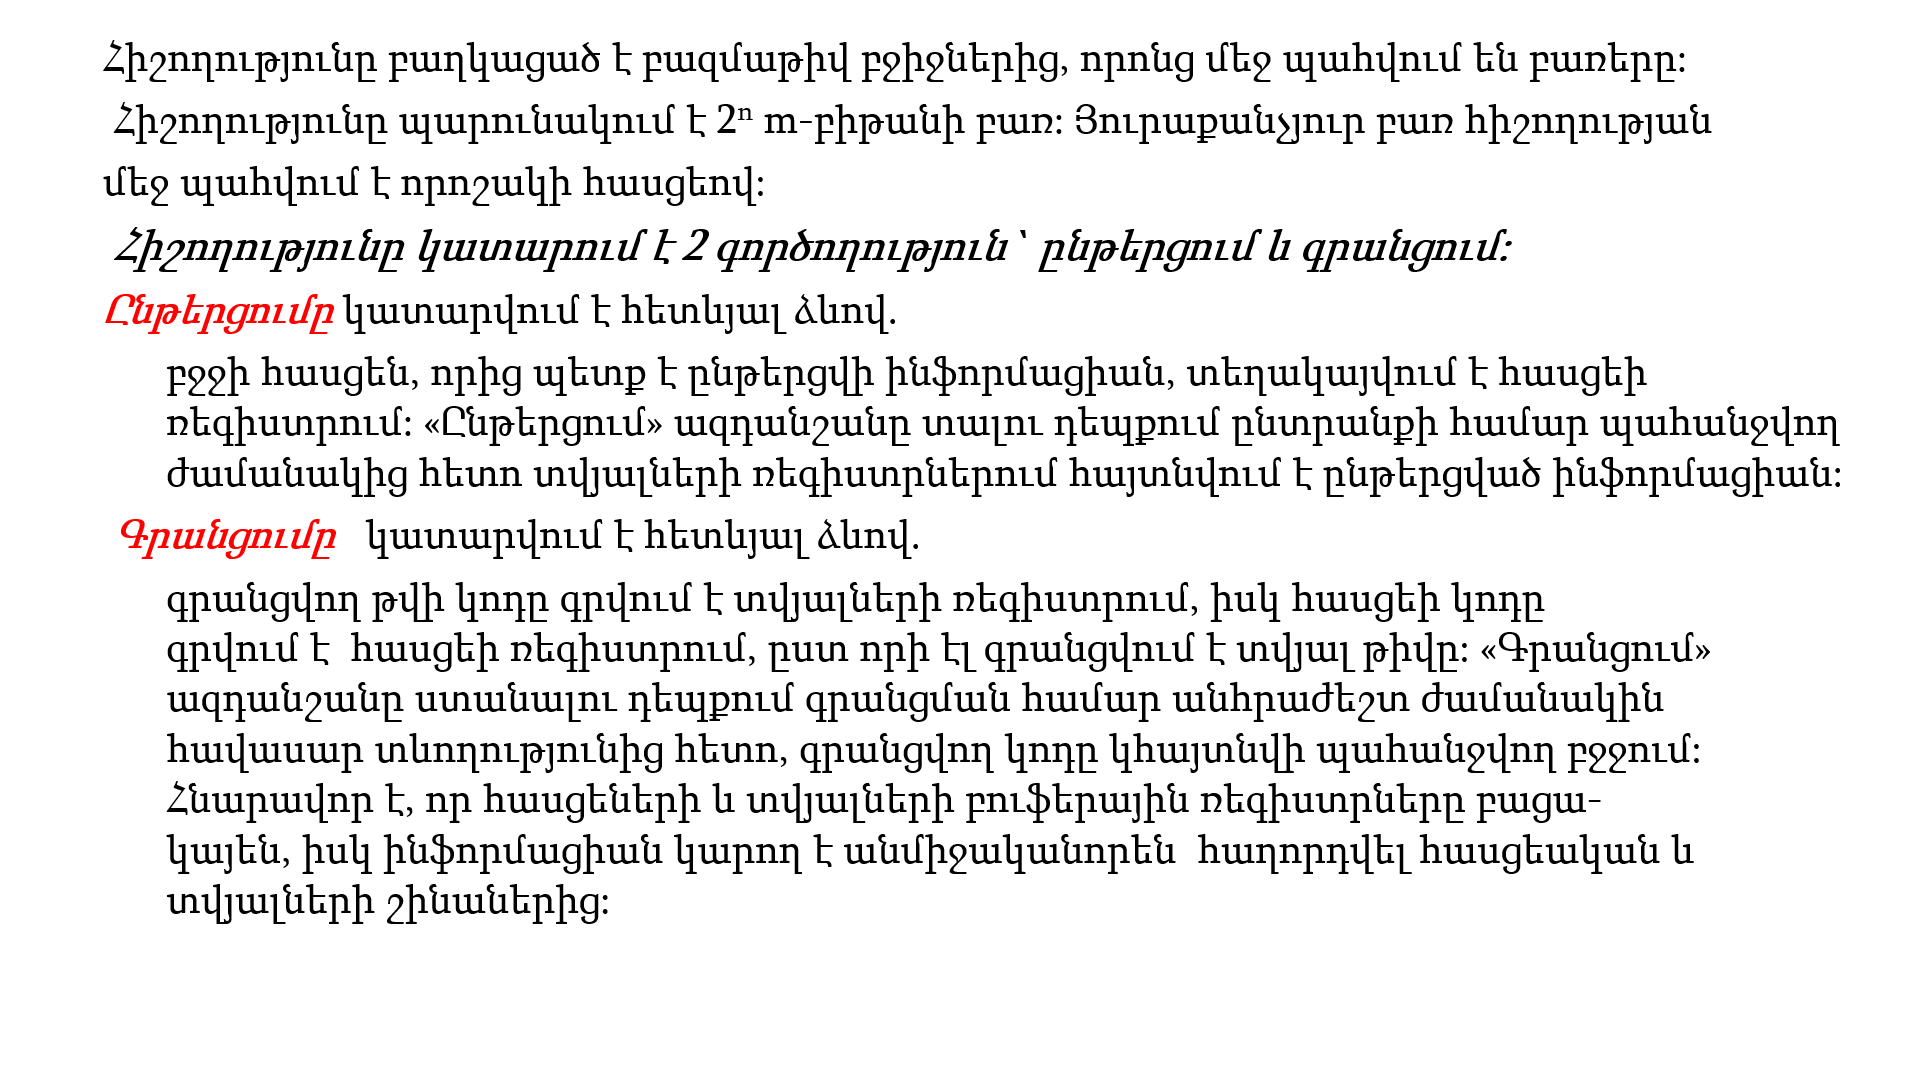 Հիշողությունը բաղկացած է բազմաթիվ բջիջներից, որոնց մեջ պահվում են բառերը։
Հիշողությունը պարունակում է 2ⁿ m-բիթանի բառ։ Յուրաքանչյուր բառ հիշողության
մեջ պահվում է որոշակի հասցեով։
Հիշողությունը կատարում է 2 գործողություն ՝ ընթերցում և գրանցում։
Ընթերցումը կատարվում է հետևյալ ձևով.
բջջի հասցեն, որից պետք է ընթերցվի ինֆորմացիան, տեղակայվում է հասցեի
ռեգիստրում։ «Ընթերցում» ազդանշանը տալու դեպքում ընտրանքի համար պահանջվող
ժամանակից հետո տվյալների ռեգիստրներում հայտնվում է ընթերցված ինֆորմացիան։
Գրանցումը կատարվում է հետևյալ ձևով.
գրանցվող թվի կոդը գրվում է տվյալների ռեգիստրում, իսկ հասցեի կոդը
գրվում է հասցեի ռեգիստրում, ըստ որի էլ գրանցվում է տվյալ թիվը։ «Գրանցում»
ազդանշանը ստանալու դեպքում գրանցման համար անհրաժեշտ ժամանակին
հավասար տևողությունից հետո, գրանցվող կոդը կհայտնվի պահանջվող բջջում։
Հնարավոր է, որ հասցեների և տվյալների բուֆերային ռեգիստրները բացա-
կայեն, իսկ ինֆորմացիան կարող է անմիջականորեն հաղորդվել հասցեական և
տվյալների շինաներից։